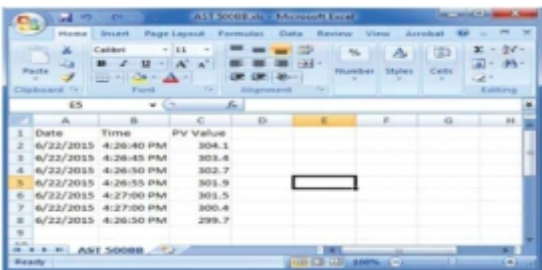 AST 5000B.xls - Microsoft Excel
Home Insert Page Layout Formulas Data Review View Acrobat
Calibri 11
Paste B I U A A % Number Styles Cells
Clipboard Font Alignment Editing
E5 fx
A B C D E F G H
1 Date Time PV Value
2 6/22/2015 4:26:40 PM 304.1
3 6/22/2015 4:26:45 PM 303.4
4 6/22/2015 4:26:50 PM 302.7
5 6/22/2015 4:26:55 PM 301.9
6 6/22/2015 4:27:00 PM 301.5
7 6/22/2015 4:27:00 PM 300.4
8 6/22/2015 4:26:50 PM 299.7
9
AST 5000B
Ready 100%